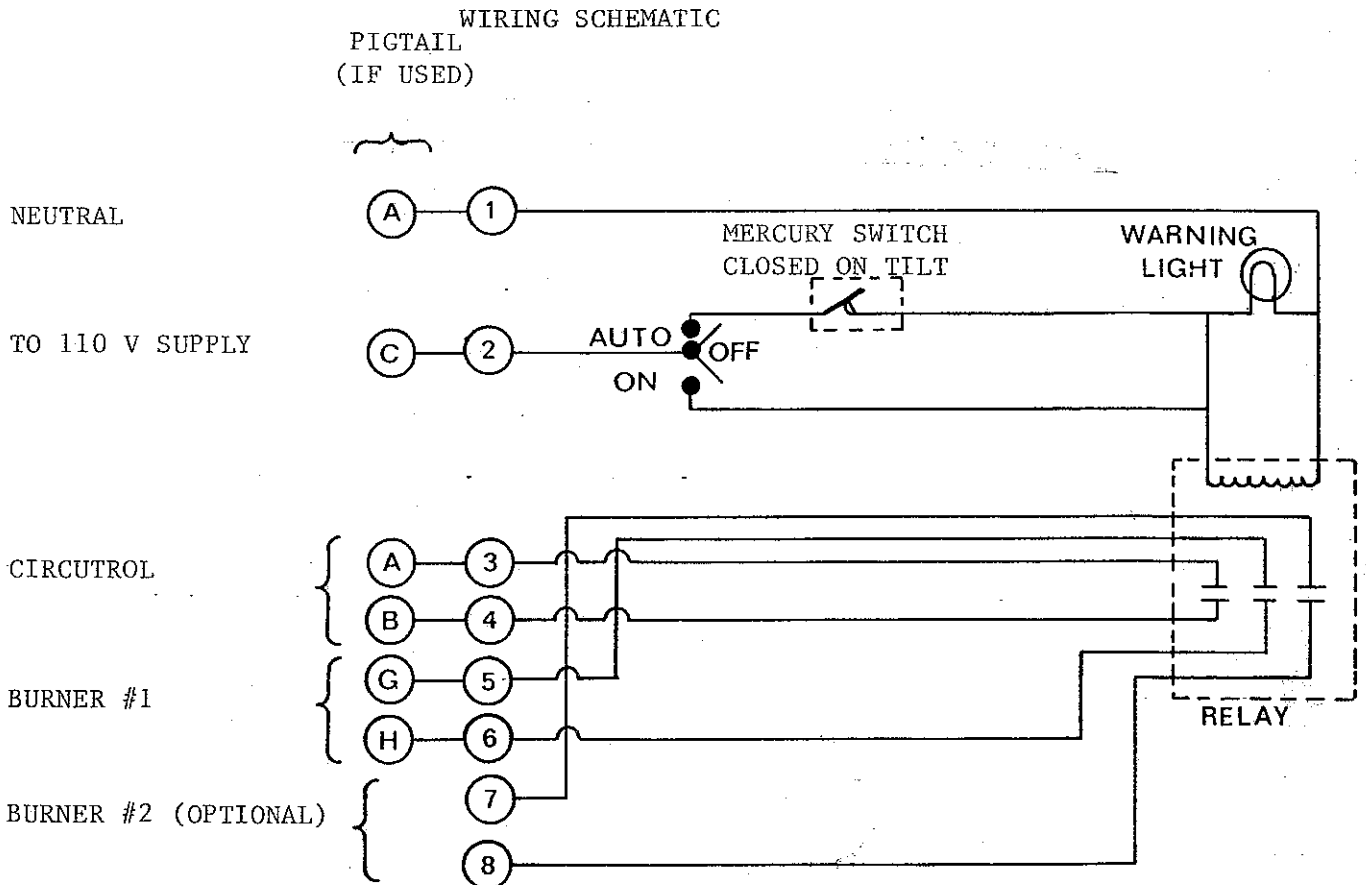 WIRING SCHEMATIC
PIGTAIL
(IF USED)
NEUTRAL
A
1
MERCURY SWITCH
CLOSED ON TILT
WARNING
LIGHT
TO 110 V SUPPLY
C
2
AUTO
OFF
ON
CIRCUTROL
A
3
B
4
BURNER #1
G
5
H
6
RELAY
BURNER #2 (OPTIONAL)
7
8